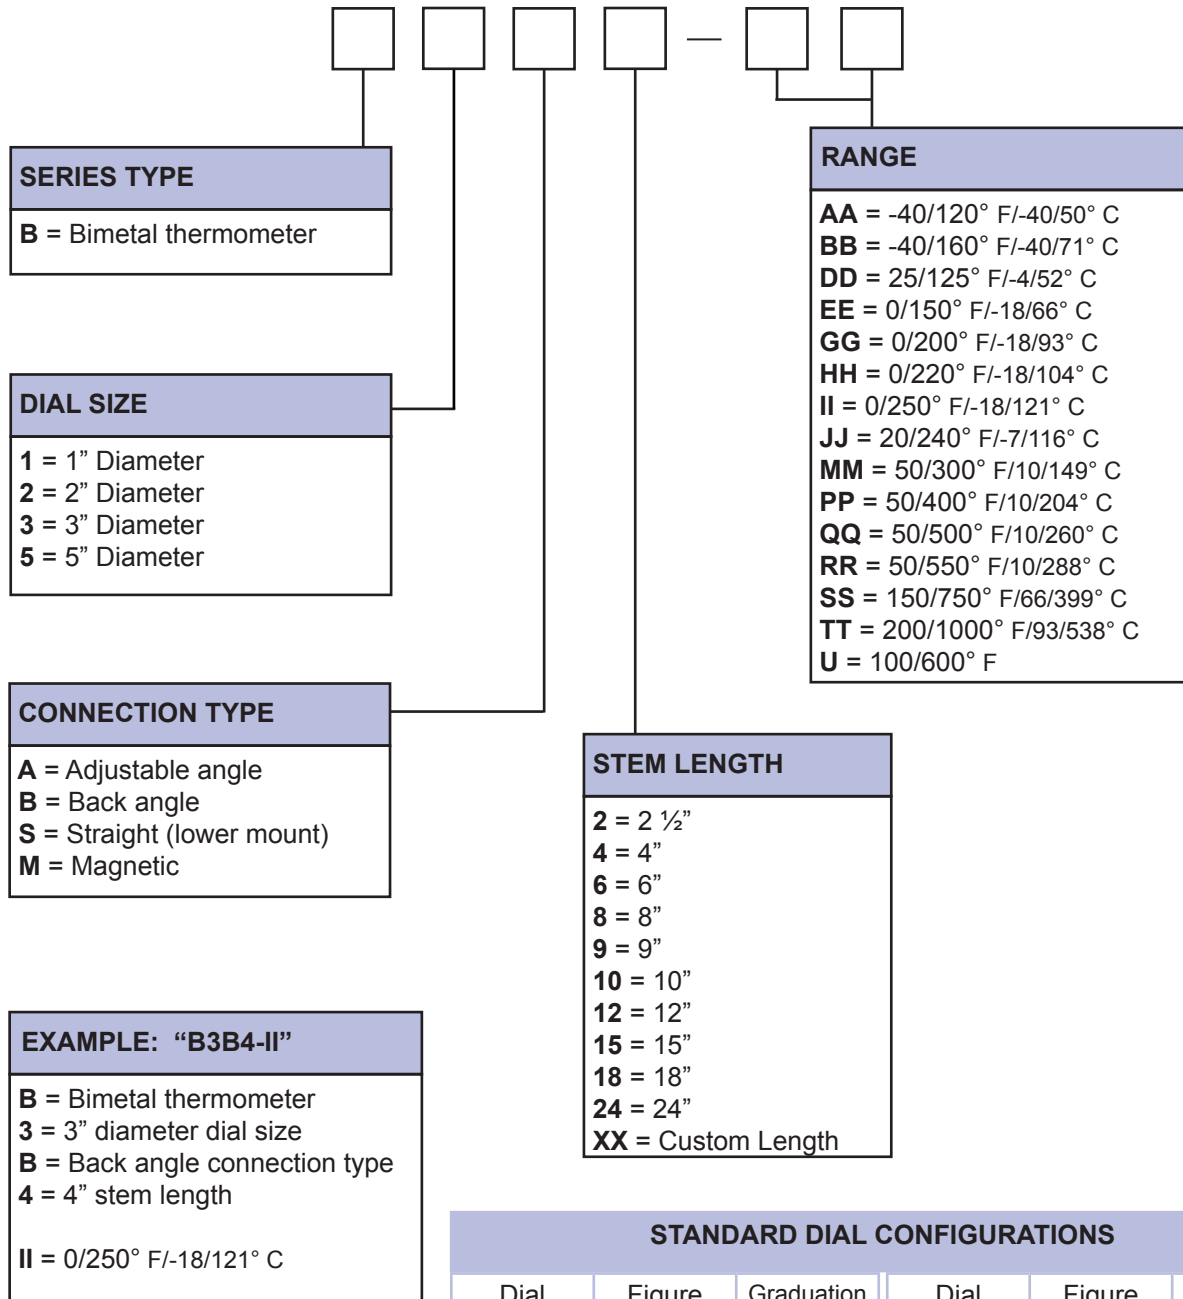 —
SERIES TYPE
B = Bimetal thermometer
DIAL SIZE
1 = 1” Diameter
2 = 2” Diameter
3 = 3” Diameter
5 = 5” Diameter
CONNECTION TYPE
A = Adjustable angle
B = Back angle
S = Straight (lower mount)
M = Magnetic
STEM LENGTH
2 = 2 ½”
4 = 4”
6 = 6”
8 = 8”
9 = 9”
10 = 10”
12 = 12”
15 = 15”
18 = 18”
24 = 24”
XX = Custom Length
RANGE
AA = -40/120° F/-40/50° C
BB = -40/160° F/-40/71° C
DD = 25/125° F/-4/52° C
EE = 0/150° F/-18/66° C
GG = 0/200° F/-18/93° C
HH = 0/220° F/-18/104° C
II = 0/250° F/-18/121° C
JJ = 20/240° F/-7/116° C
MM = 50/300° F/10/149° C
PP = 50/400° F/10/204° C
QQ = 50/500° F/10/260° C
RR = 50/550° F/10/288° C
SS = 150/750° F/66/399° C
TT = 200/1000° F/93/538° C
U = 100/600° F
EXAMPLE: “B3B4-II”
B = Bimetal thermometer
3 = 3” diameter dial size
B = Back angle connection type
4 = 4” stem length
II = 0/250° F/-18/121° C
STANDARD DIAL CONFIGURATIONS
Dial Figure Graduation Dial Figure